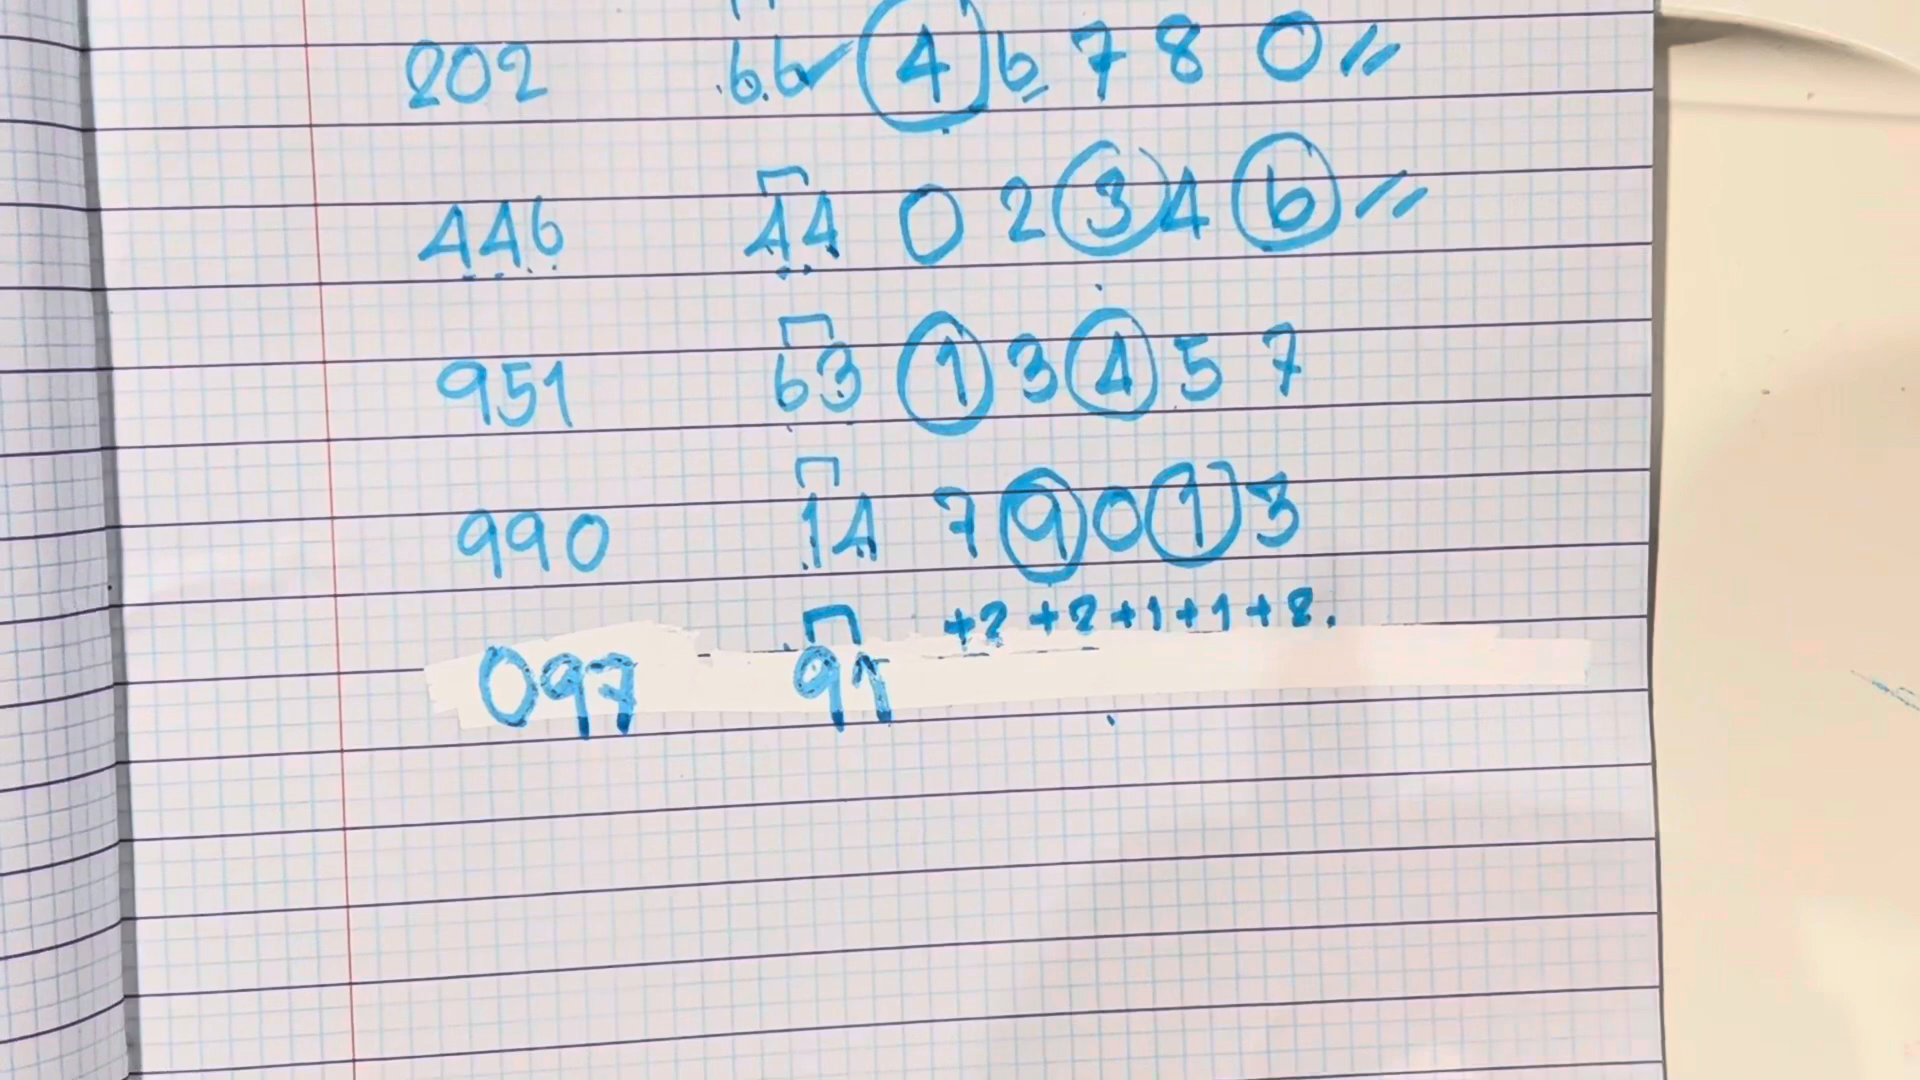 202 66 4 6 7 8 0 //
446 44 0 2 3 4 6 //
951 63 1 3 4 5 7
990 14 7 9 0 1 3
+2 +2 +1 +1 +2
097 91